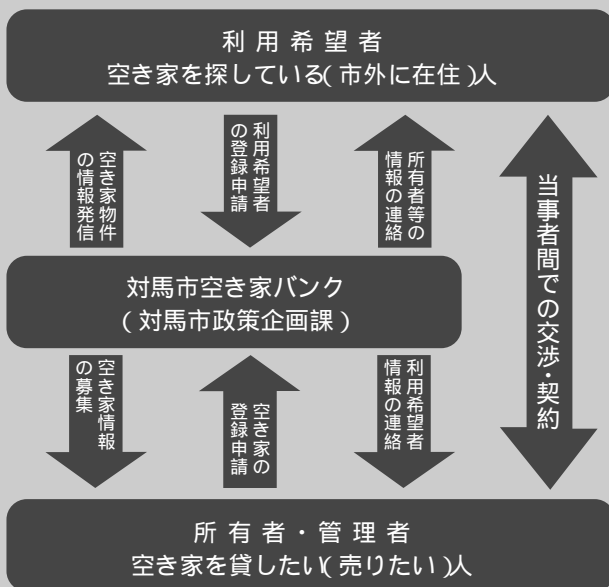 利用希望者
空き家を探している(市外に在住)人
空き家物件
の情報発信
利用希望者
の登録申請
所有者等の
情報の連絡
当事者間での交渉・契約
対馬市空き家バンク
(対馬市政策企画課)
空き家情報
の募集
空き家の
登録申請
利用希望者
情報の連絡
所有者・管理者
空き家を貸したい(売りたい)人